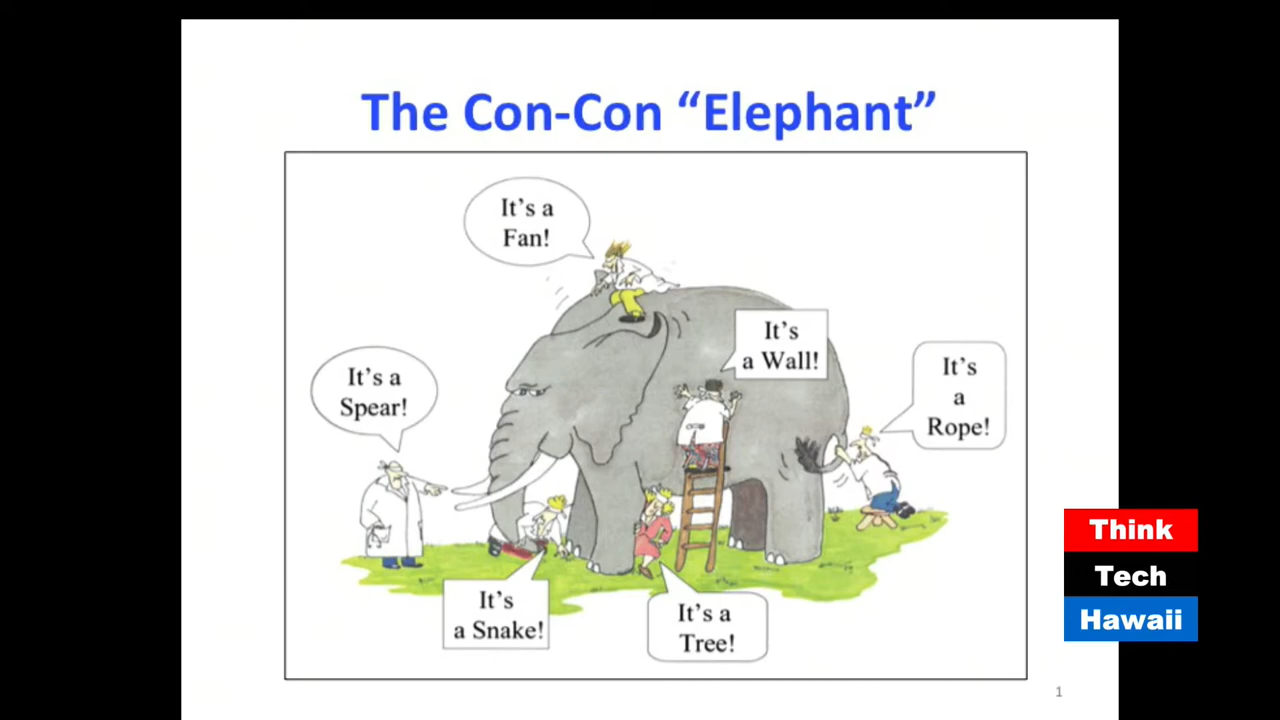 The Con-Con “Elephant”
It’s a
Fan!
It’s
a Wall!
It’s a
Spear!
It’s
a
Rope!
It’s
a Snake!
It’s a
Tree!
Think
Tech
Hawaii
1